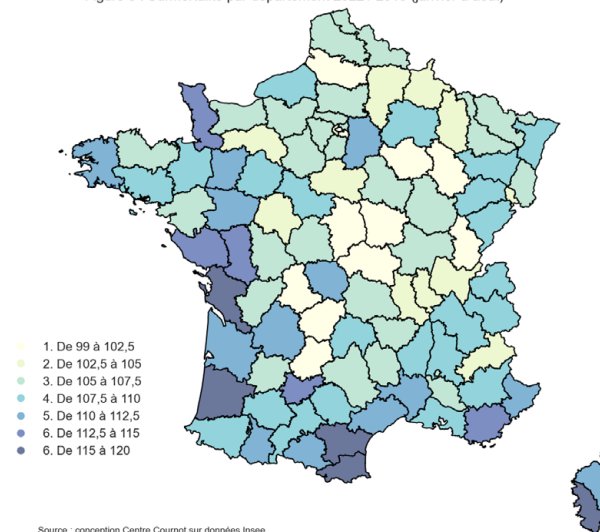 1. De 99 à 102,5
2. De 102,5 à 105
3. De 105 à 107,5
4. De 107,5 à 110
5. De 110 à 112,5
6. De 112,5 à 115
6. De 115 à 120
Source : conception Centre Cournot sur données Insee